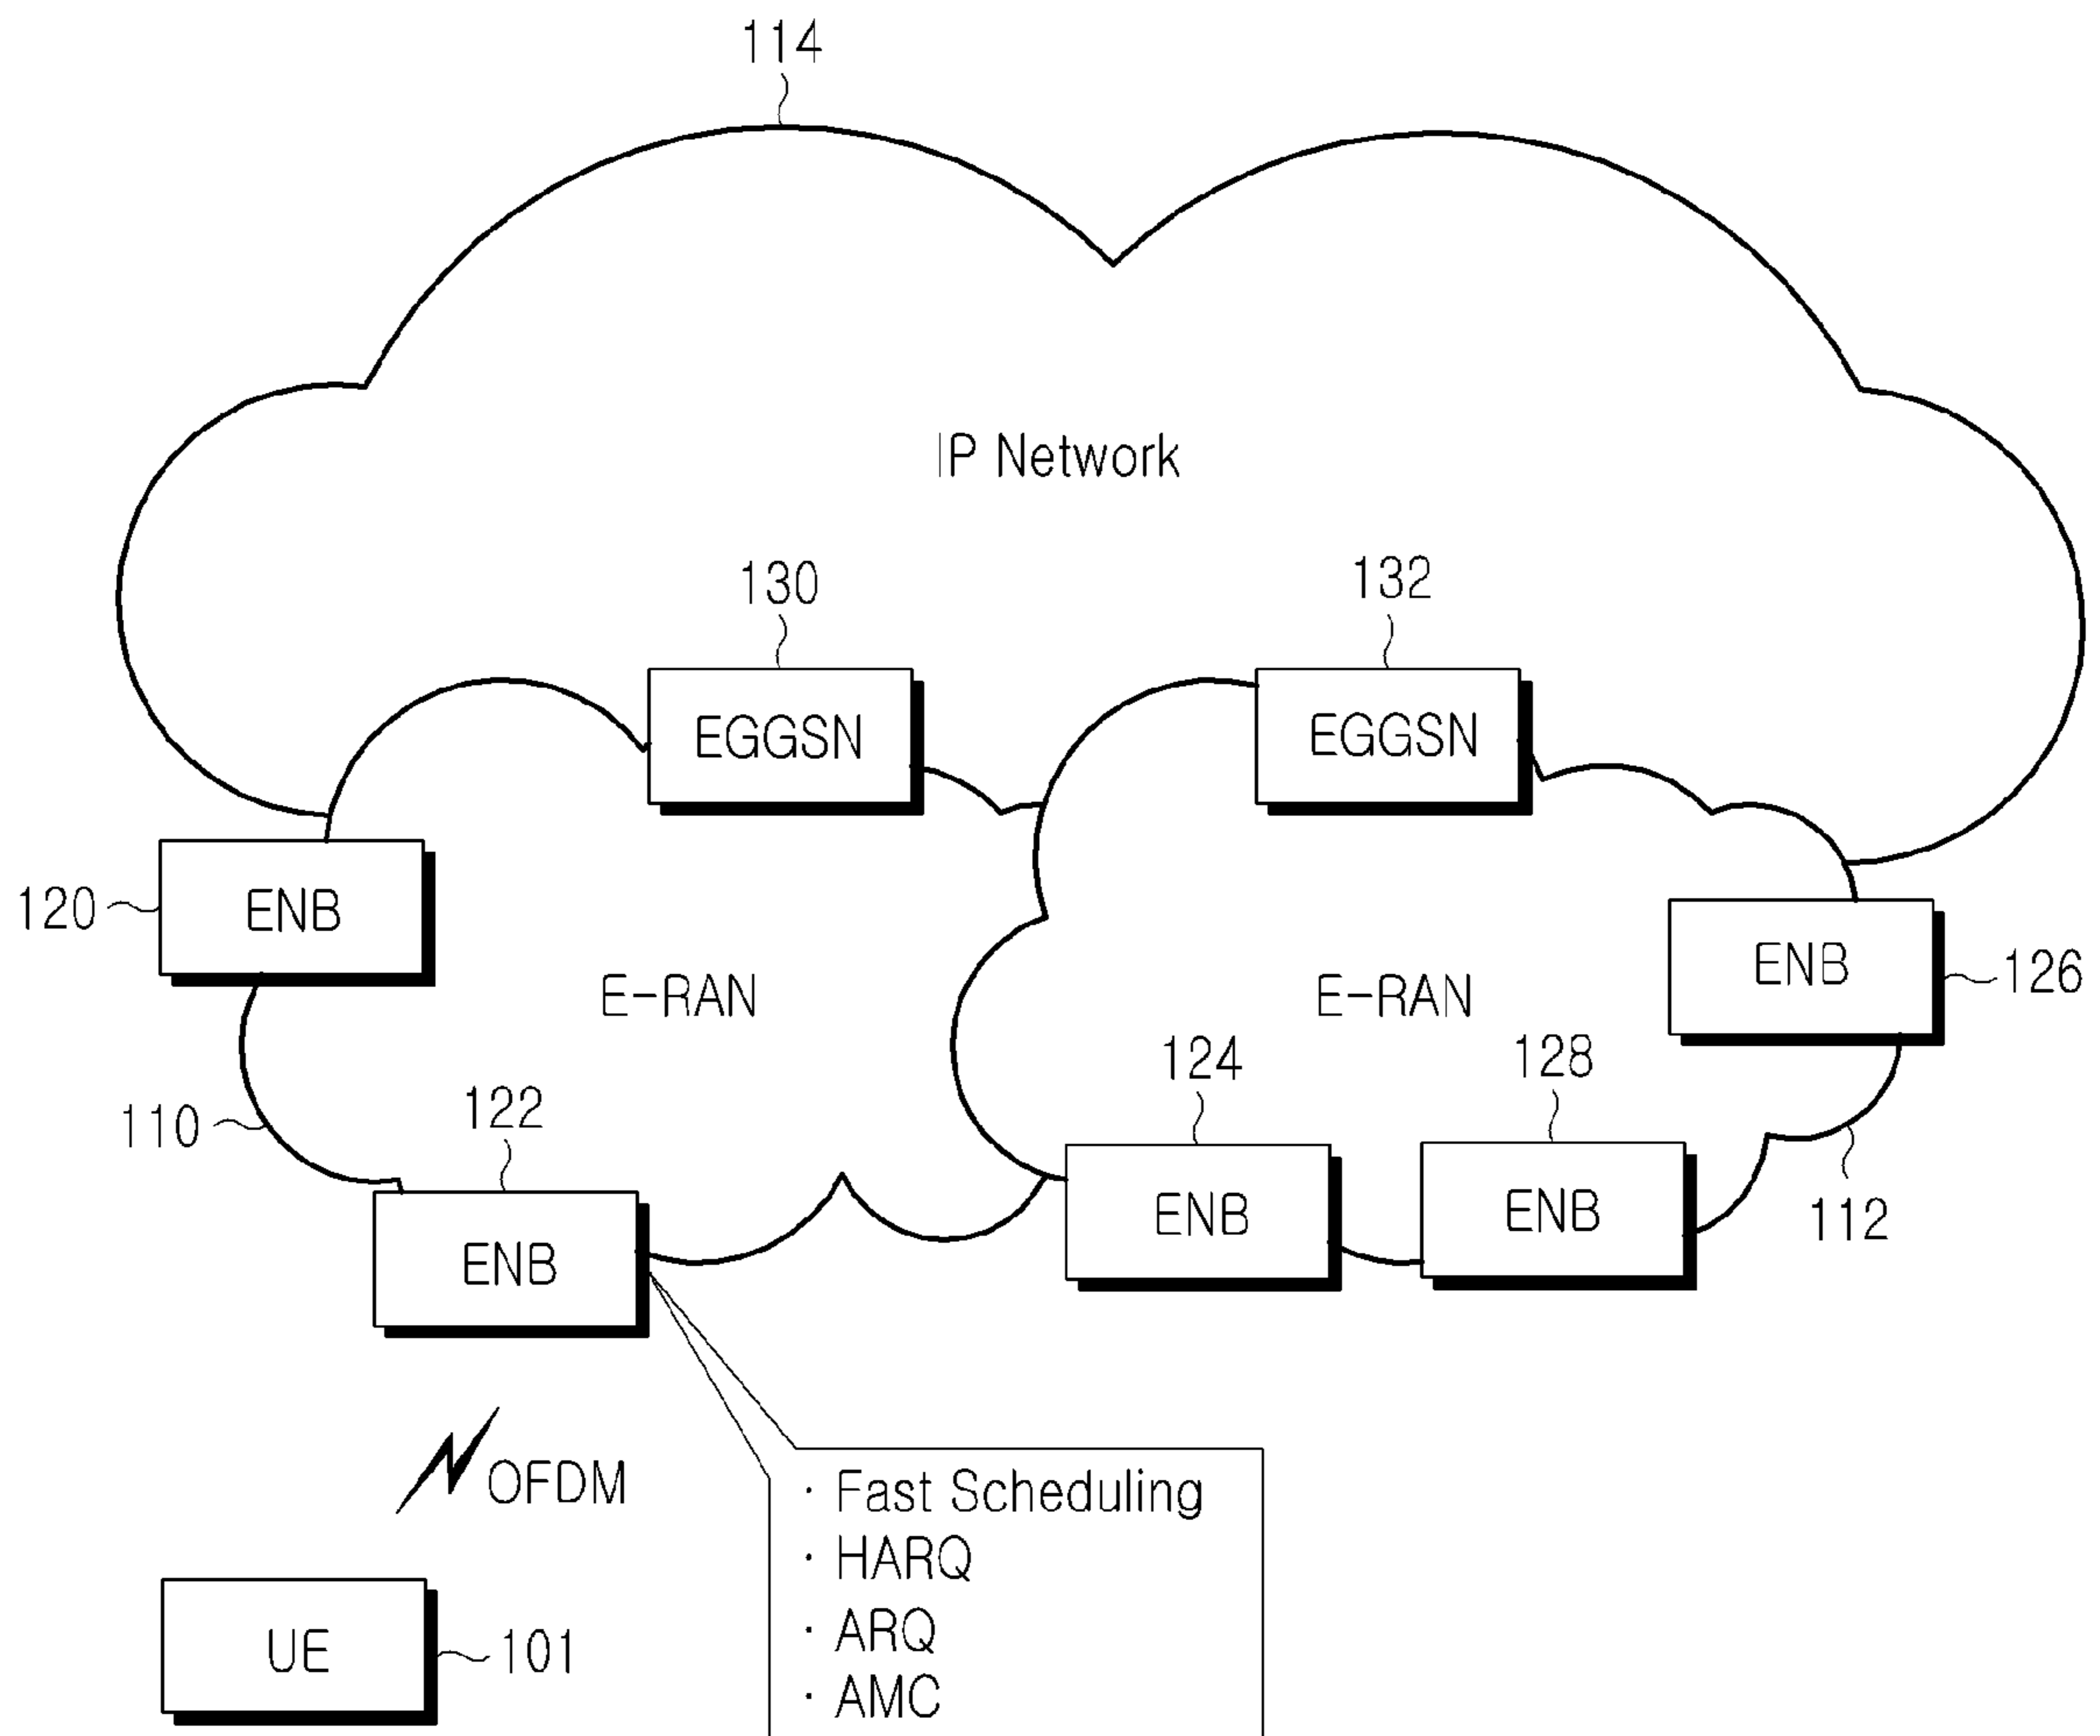 114
IP Network
130
132
EGGSN
EGGSN
120
ENB
ENB
126
E-RAN
E-RAN
124
128
110
122
ENB
ENB
112
ENB
OFDM
· Fast Scheduling
· HARQ
· ARQ
· AMC
UE
101